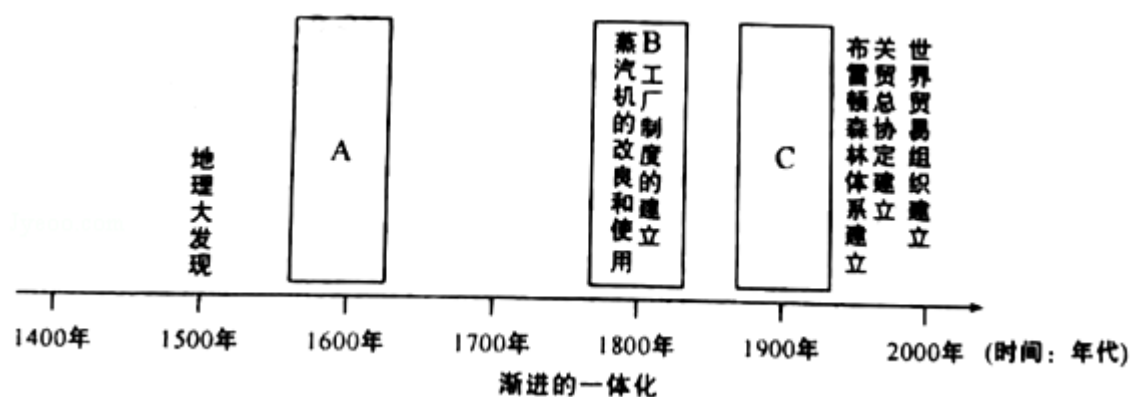 地理大发现
A
B工厂制度的建立
蒸汽机的改良和使用
C
布雷顿森林体系建立
关贸总协定建立
世界贸易组织建立
1400年 1500年 1600年 1700年 1800年 1900年 2000年 (时间：年代)
渐进的一体化